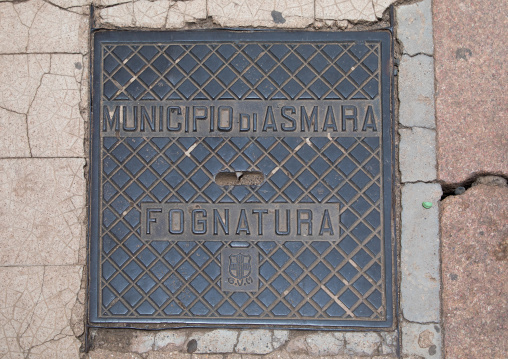 MUNICIPIO DI ASMARA
FOGNATURA